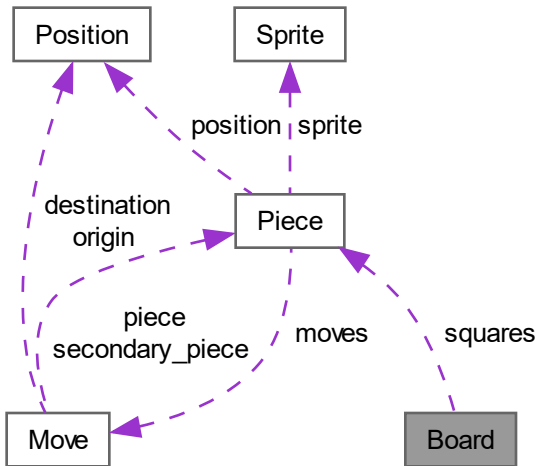 Position
Sprite
position
sprite
destination
origin
Piece
piece
secondary_piece
moves
squares
Move
Board